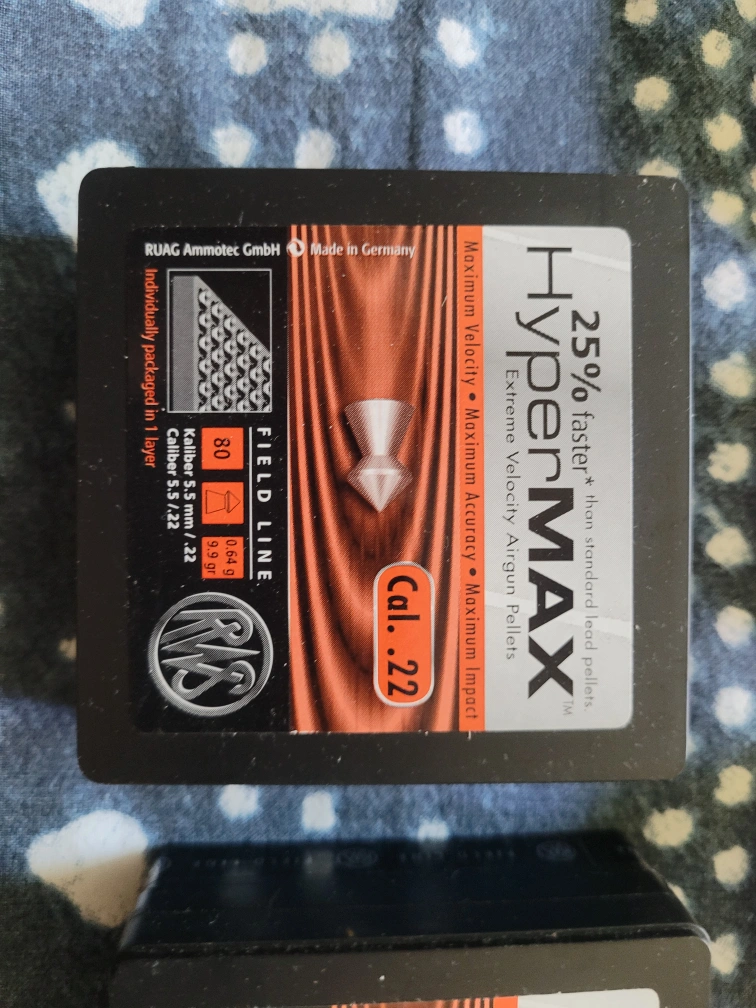 25% faster* than standard lead pellets.
HyperMAX™
Extreme Velocity Airgun Pellets
Maximum Velocity • Maximum Accuracy • Maximum Impact
Cal. .22
Made in Germany
RUAG Ammotec GmbH
FIELD LINE
80
0.64 g
9.9 gr
Kaliber 5.5 mm / .22
Caliber 5.5 /.22
Individually packaged in 1 layer
RWS